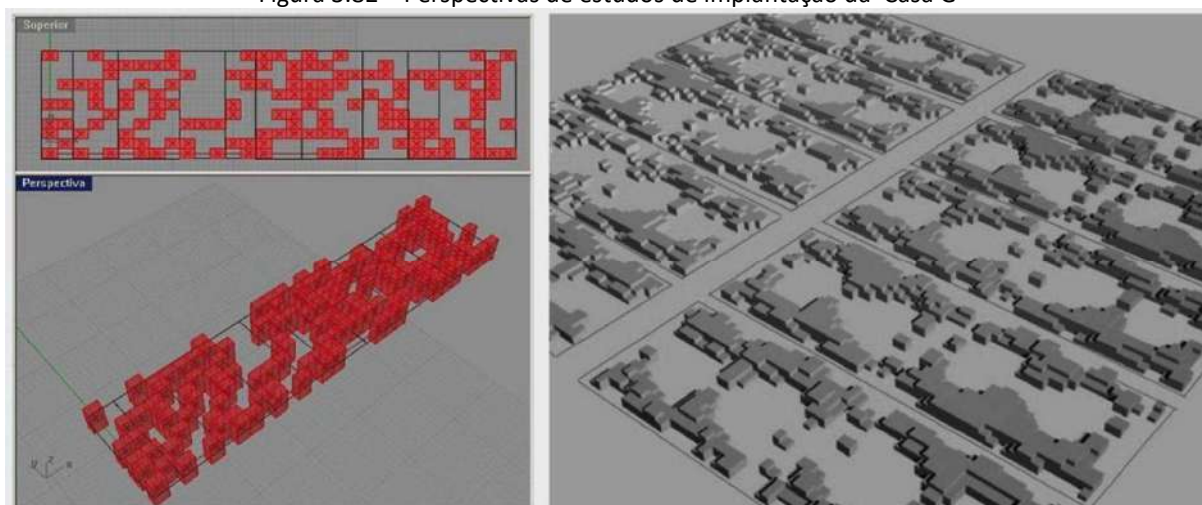 Figura 3.32 – Perspectivas de estudos de implantação da Casa G
Superior
Perspectiva
y z x